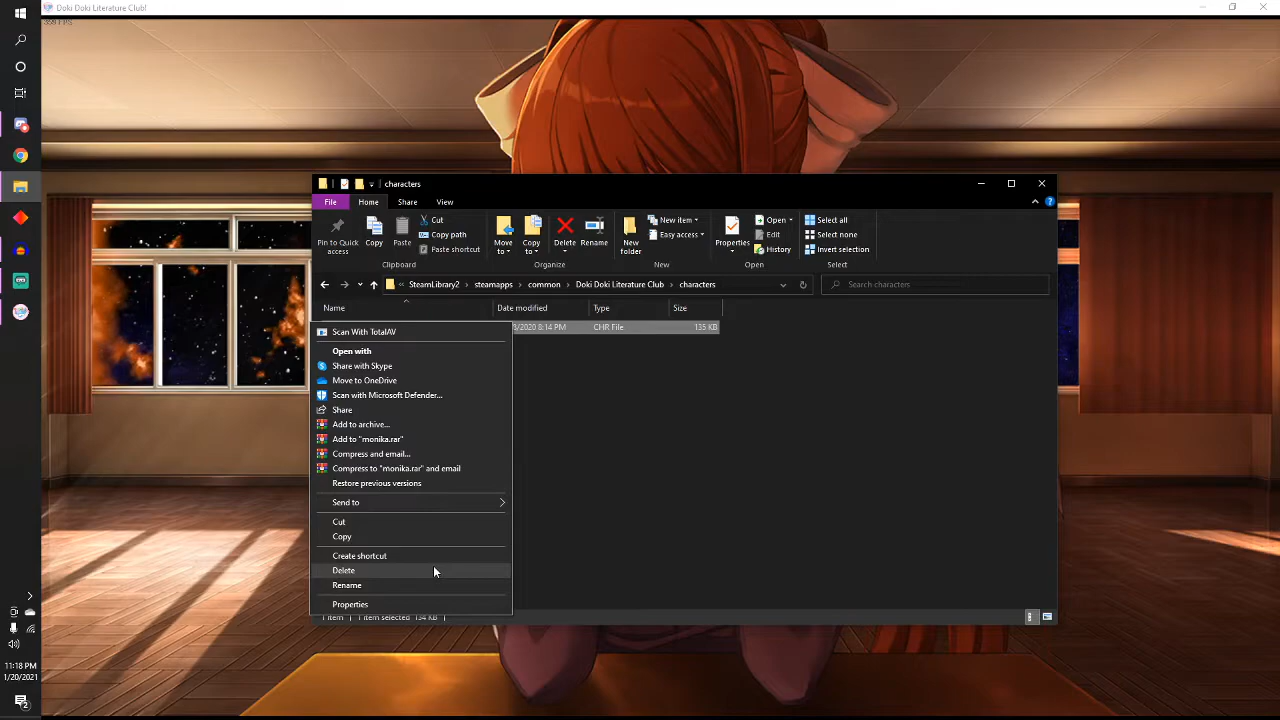 Doki Doki Literature Club!
characters
File
Home
Share
View
Pin to Quick access
Copy
Paste
Cut
Copy path
Paste shortcut
Move to
Copy to
Delete
Rename
New folder
New item
Easy access
Properties
Open
Edit
History
Select all
Select none
Invert selection
Clipboard
Organize
New
Open
Select
« SteamLibrary2 > steamapps > common > Doki Doki Literature Club > characters
Search characters
Name
Date modified
Type
Size
/2020 8:14 PM
CHR File
135 KB
Scan With TotalAV
Open with
Share with Skype
Move to OneDrive
Scan with Microsoft Defender...
Share
Add to archive...
Add to "monika.rar"
Compress and email...
Compress to "monika.rar" and email
Restore previous versions
Send to
Cut
Copy
Create shortcut
Delete
Rename
Properties
1 item
1 item selected
134 KB
11:18 PM
1/20/2021
2